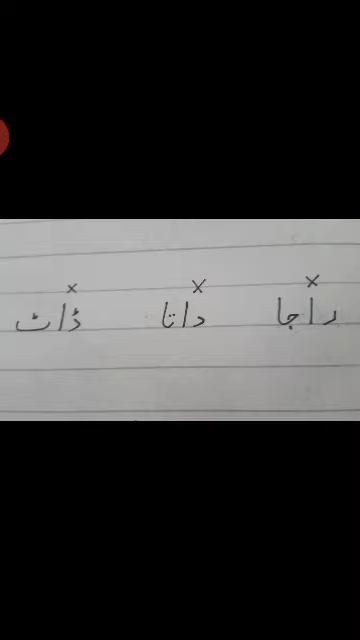 × × ×
راجا داتا ڈاٹ